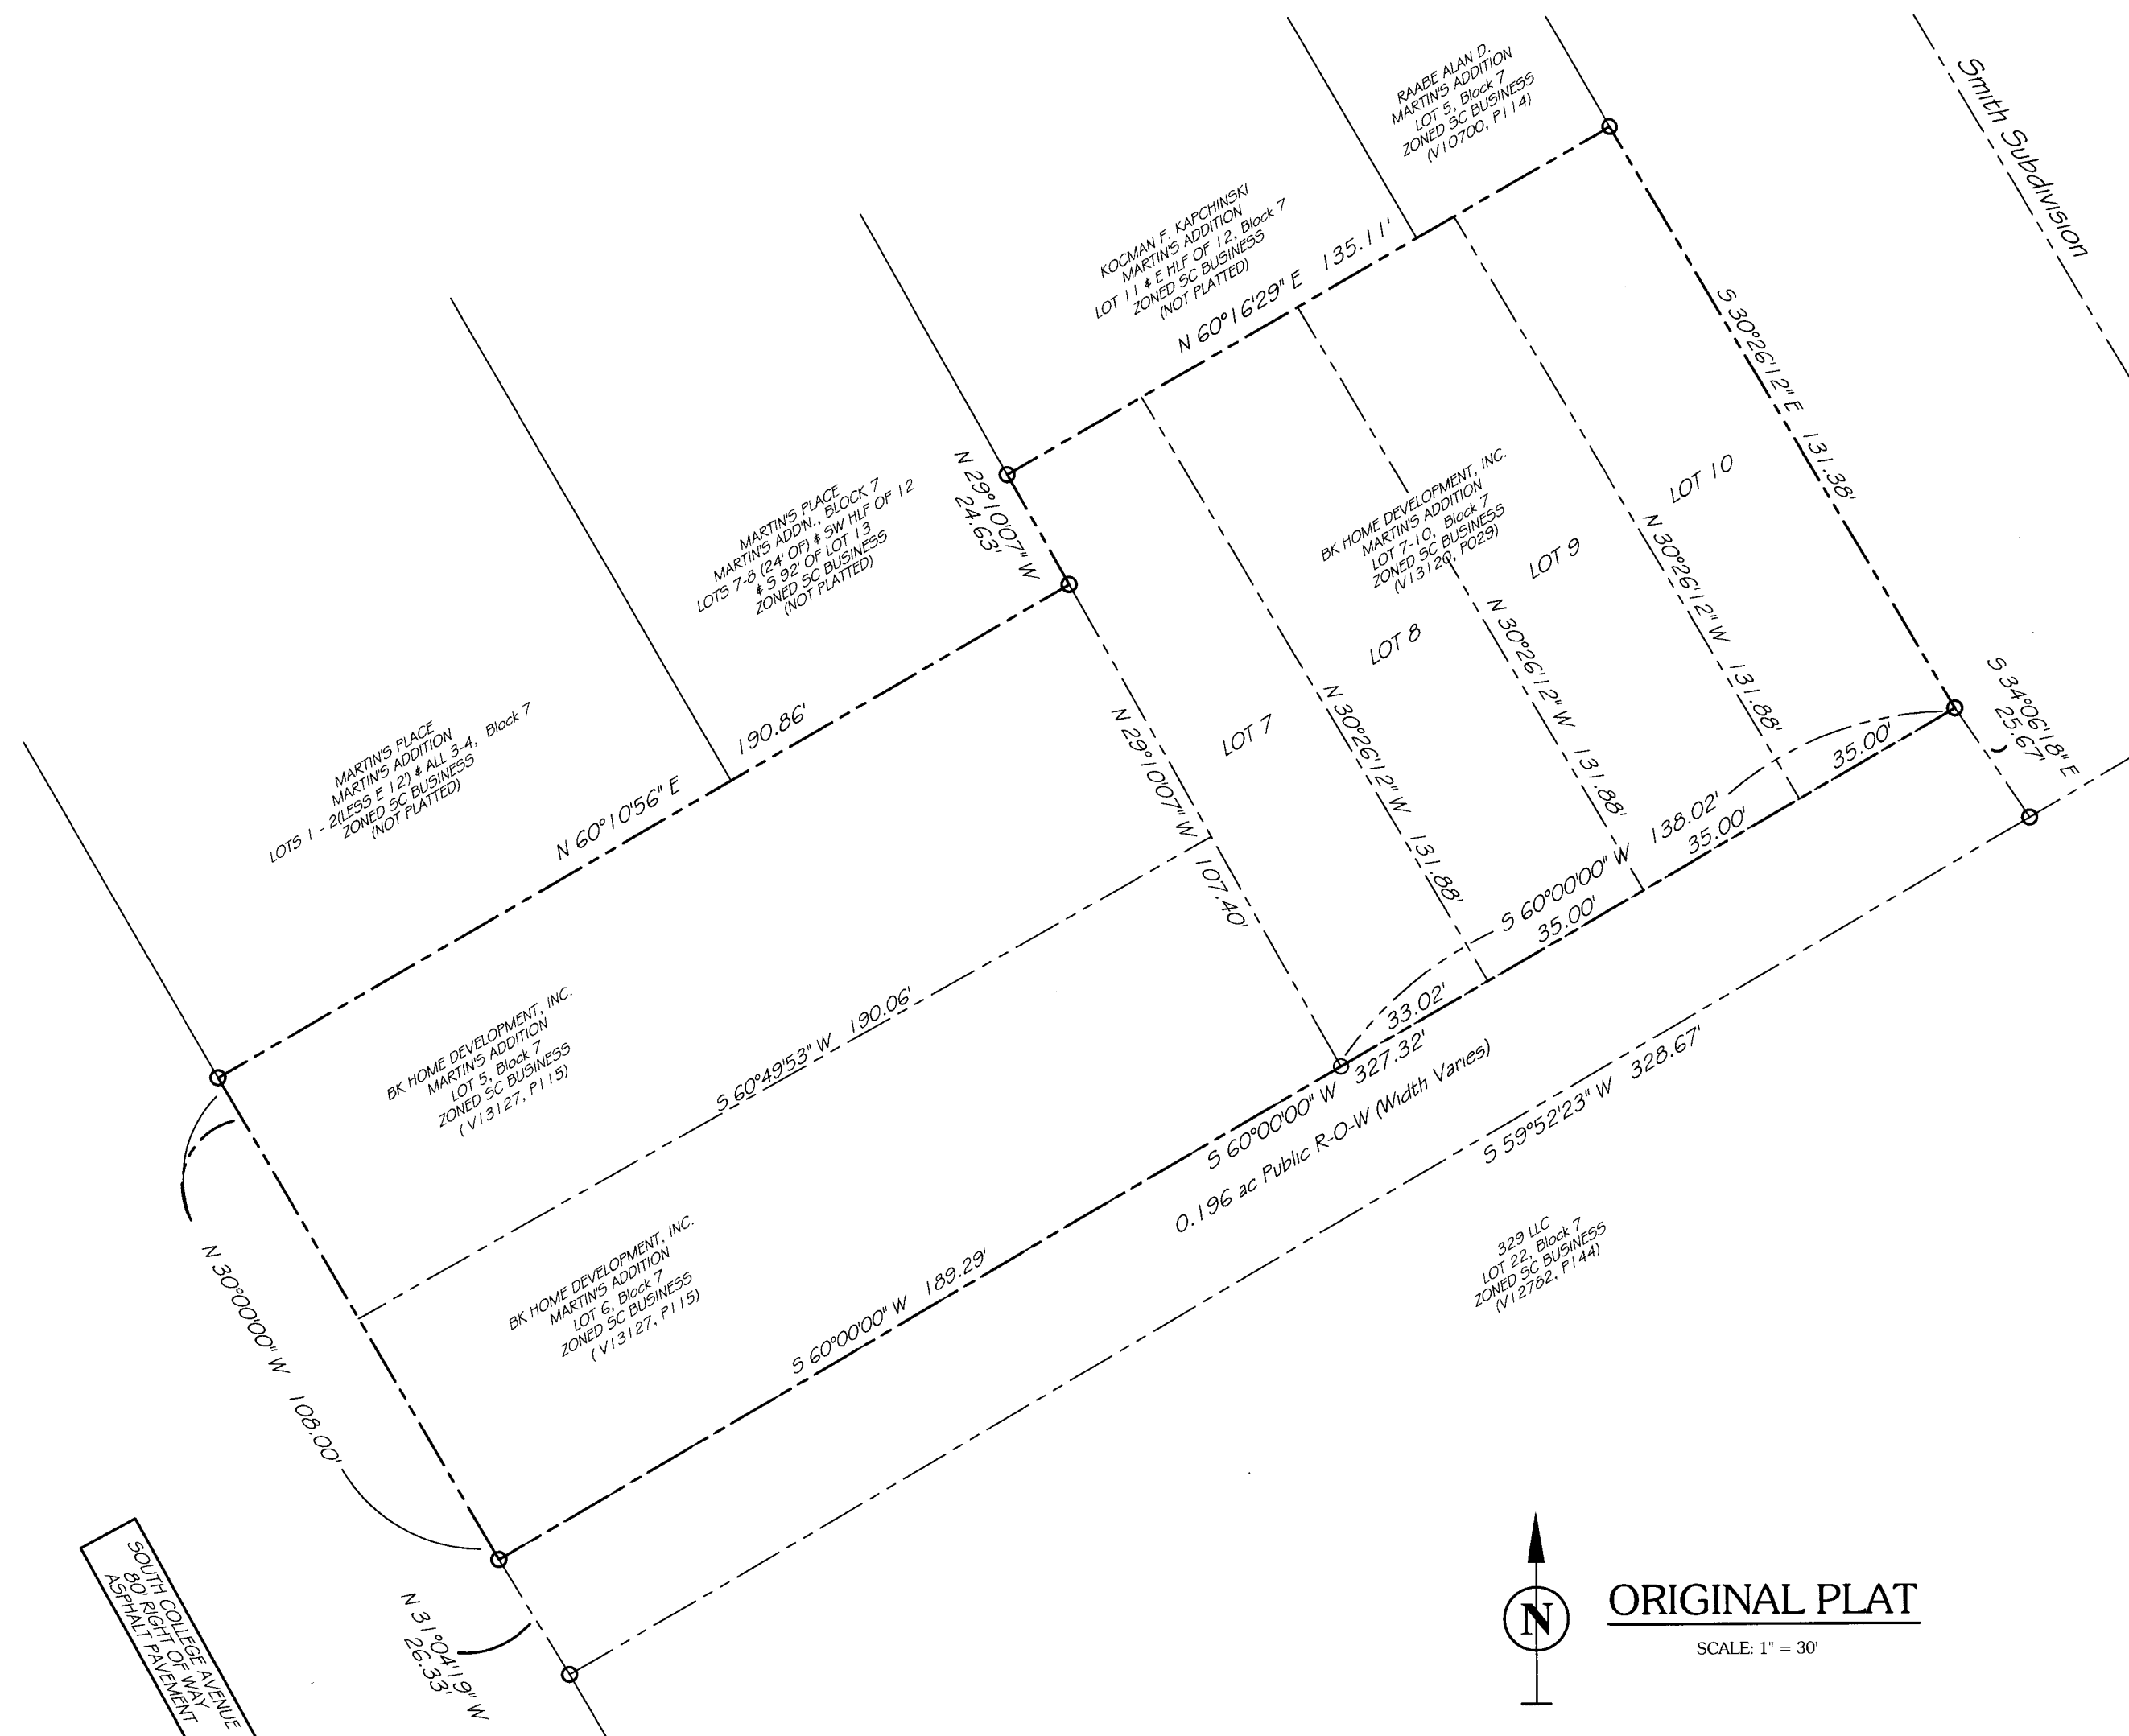 RAABE ALAN D.
MARTIN'S ADDITION
LOT 5, Block 7
ZONED SC BUSINESS
(V10700, P114)
Smith Subdivision
KOCMAN F. KAPCHINSKI
MARTIN'S ADDITION
LOT 11 & E HLF OF 12, Block 7
ZONED SC BUSINESS
(NOT PLATTED)
N 60°16'29" E 135.11'
S 30°26'12" E 131.38'
MARTIN'S PLACE
MARTIN'S ADD'N., BLOCK 7
LOTS 7-8 (24' OF) & SW HLF OF 12
& S 92' OF LOT 13
ZONED SC BUSINESS
(NOT PLATTED)
N 29°10'07" W
24.63'
BK HOME DEVELOPMENT, INC.
MARTIN'S ADDITION
LOT 7-10, Block 7
ZONED SC BUSINESS
(V13120, P029)
LOT 10
LOT 9
LOT 8
LOT 7
N 30°26'12" W 131.88'
N 30°26'12" W 131.88'
N 30°26'12" W 131.88'
N 29°10'07" W 107.40'
S 34°06'18" E
25.67'
MARTIN'S PLACE
MARTIN'S ADDITION
LOTS 1 - 2(LESS E 12') & ALL 3-4, Block 7
ZONED SC BUSINESS
(NOT PLATTED)
N 60°10'56" E 190.86'
S 60°00'00" W 138.02'
35.00'
35.00'
35.00'
33.02'
BK HOME DEVELOPMENT, INC.
MARTIN'S ADDITION
LOT 5, Block 7
ZONED SC BUSINESS
(V13127, P115)
S 60°49'53" W 190.06'
S 60°00'00" W 327.32'
0.196 ac Public R-O-W (Width Varies)
S 59°52'23" W 328.67'
BK HOME DEVELOPMENT, INC.
MARTIN'S ADDITION
LOT 6, Block 7
ZONED SC BUSINESS
(V13127, P115)
S 60°00'00" W 189.29'
329 LLC
LOT 22, Block 7
ZONED SC BUSINESS
(V12782, P144)
N 30°00'00" W 108.00'
N 31°04'19" W
26.33'
SOUTH COLLEGE AVENUE
80' RIGHT OF WAY
ASPHALT PAVEMENT
N
ORIGINAL PLAT
SCALE: 1" = 30'